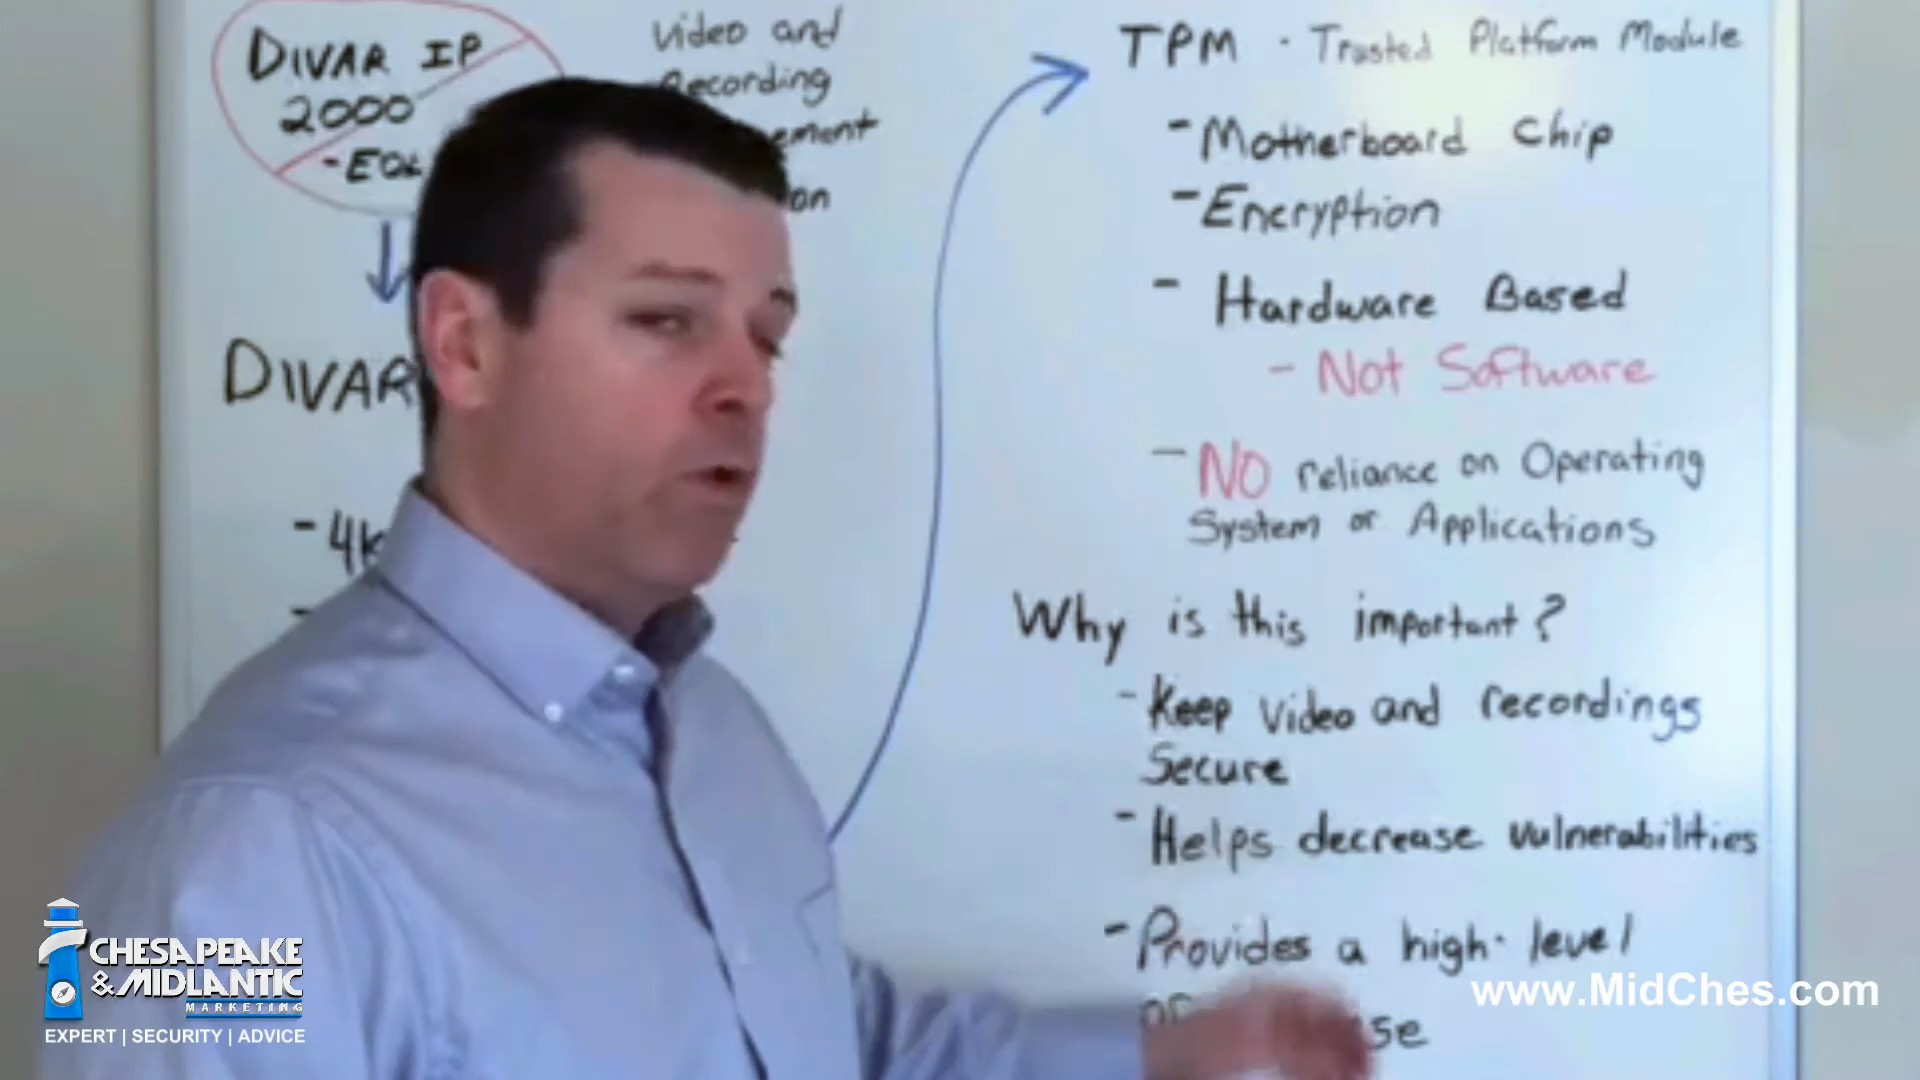 DIVAR IP
2000
-EOL
Video and
Recording
on
DIVAR
- 4K
TPM · Trusted Platform Module
- Motherboard Chip
- Encryption
- Hardware Based
- Not Software
- NO reliance on Operating
System or Applications
Why is this important?
- Keep video and recordings
Secure
- Helps decrease vulnerabilities
- Provides a high level
CHESAPEAKE
& MIDLANTIC
MARKETING
EXPERT | SECURITY | ADVICE
www.MidChes.com